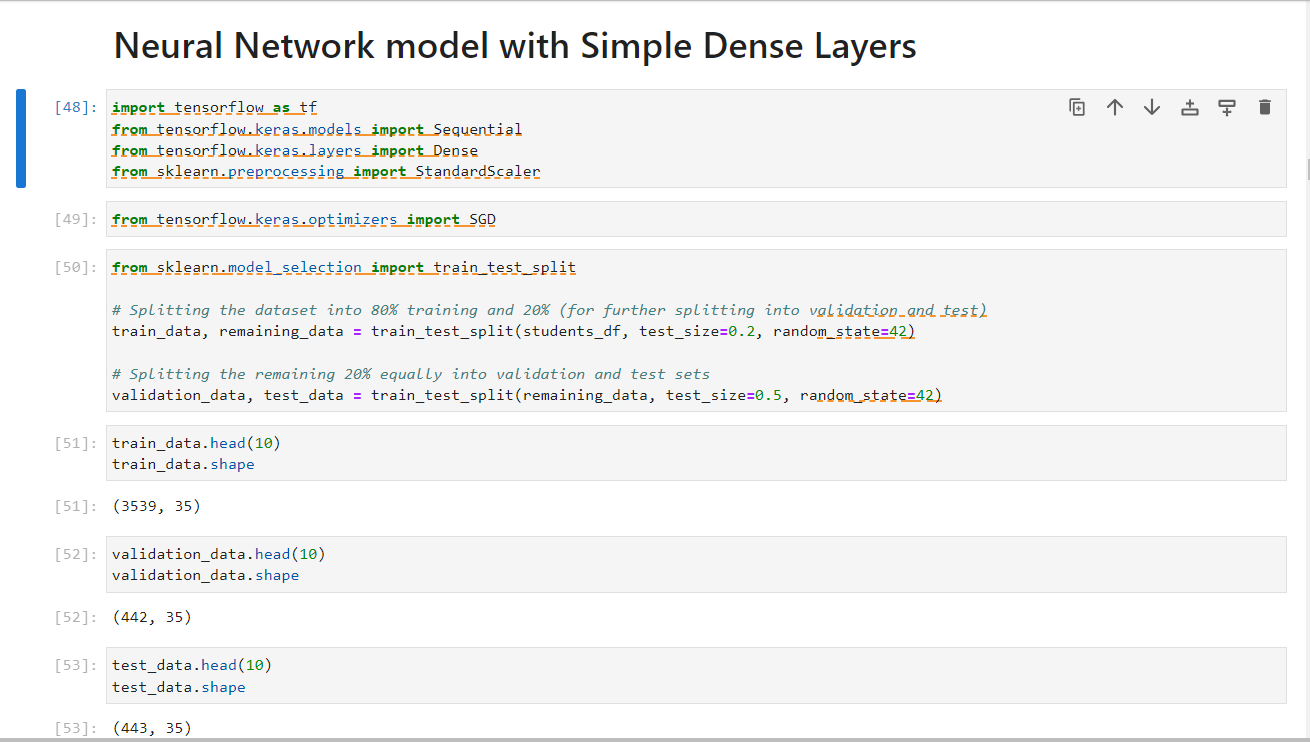 Neural Network model with Simple Dense Layers
[48]: import tensorflow as tf
from tensorflow.keras.models import Sequential
from tensorflow.keras.layers import Dense
from sklearn.preprocessing import StandardScaler
[49]: from tensorflow.keras.optimizers import SGD
[50]: from sklearn.model_selection import train_test_split
# Splitting the dataset into 80% training and 20% (for further splitting into validation and test)
train_data, remaining_data = train_test_split(students_df, test_size=0.2, random_state=42)
# Splitting the remaining 20% equally into validation and test sets
validation_data, test_data = train_test_split(remaining_data, test_size=0.5, random_state=42)
[51]: train_data.head(10)
train_data.shape
[51]: (3539, 35)
[52]: validation_data.head(10)
validation_data.shape
[52]: (442, 35)
[53]: test_data.head(10)
test_data.shape
[53]: (443, 35)